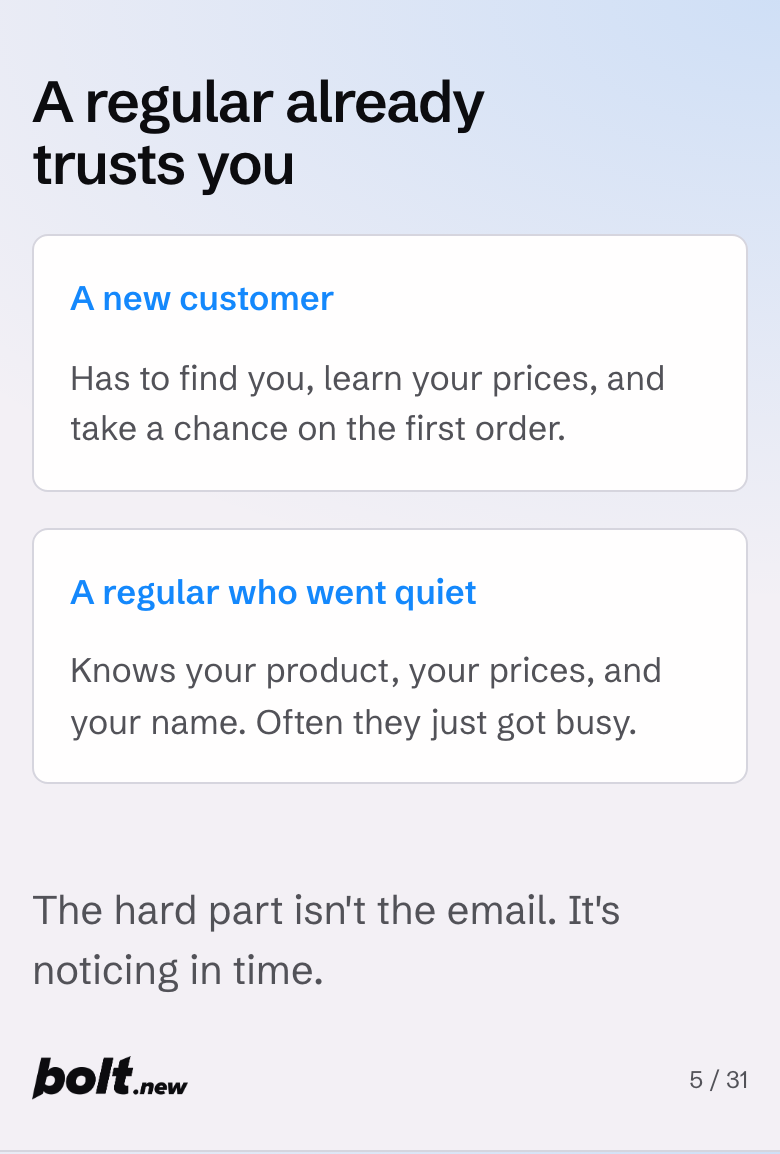 A regular already
trusts you
A new customer
Has to find you, learn your prices, and
take a chance on the first order.
A regular who went quiet
Knows your product, your prices, and
your name. Often they just got busy.
The hard part isn't the email. It's
noticing in time.
bolt.new
5 / 31